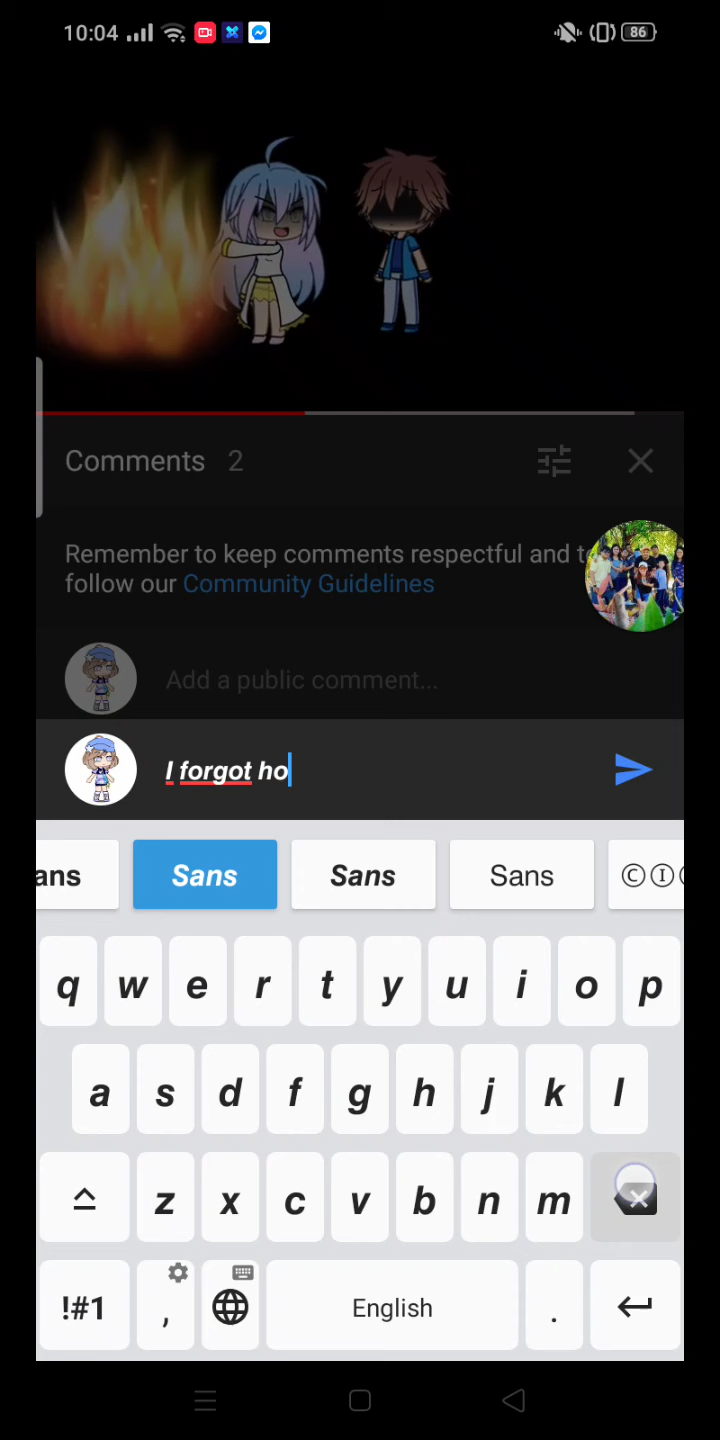 10:04
86
Comments 2
Remember to keep comments respectful and to
follow our Community Guidelines
Add a public comment...
I forgot ho
ans Sans Sans Sans ⒸⒾ
q w e r t y u i o p
a s d f g h j k l
z x c v b n m
!#1 , English .